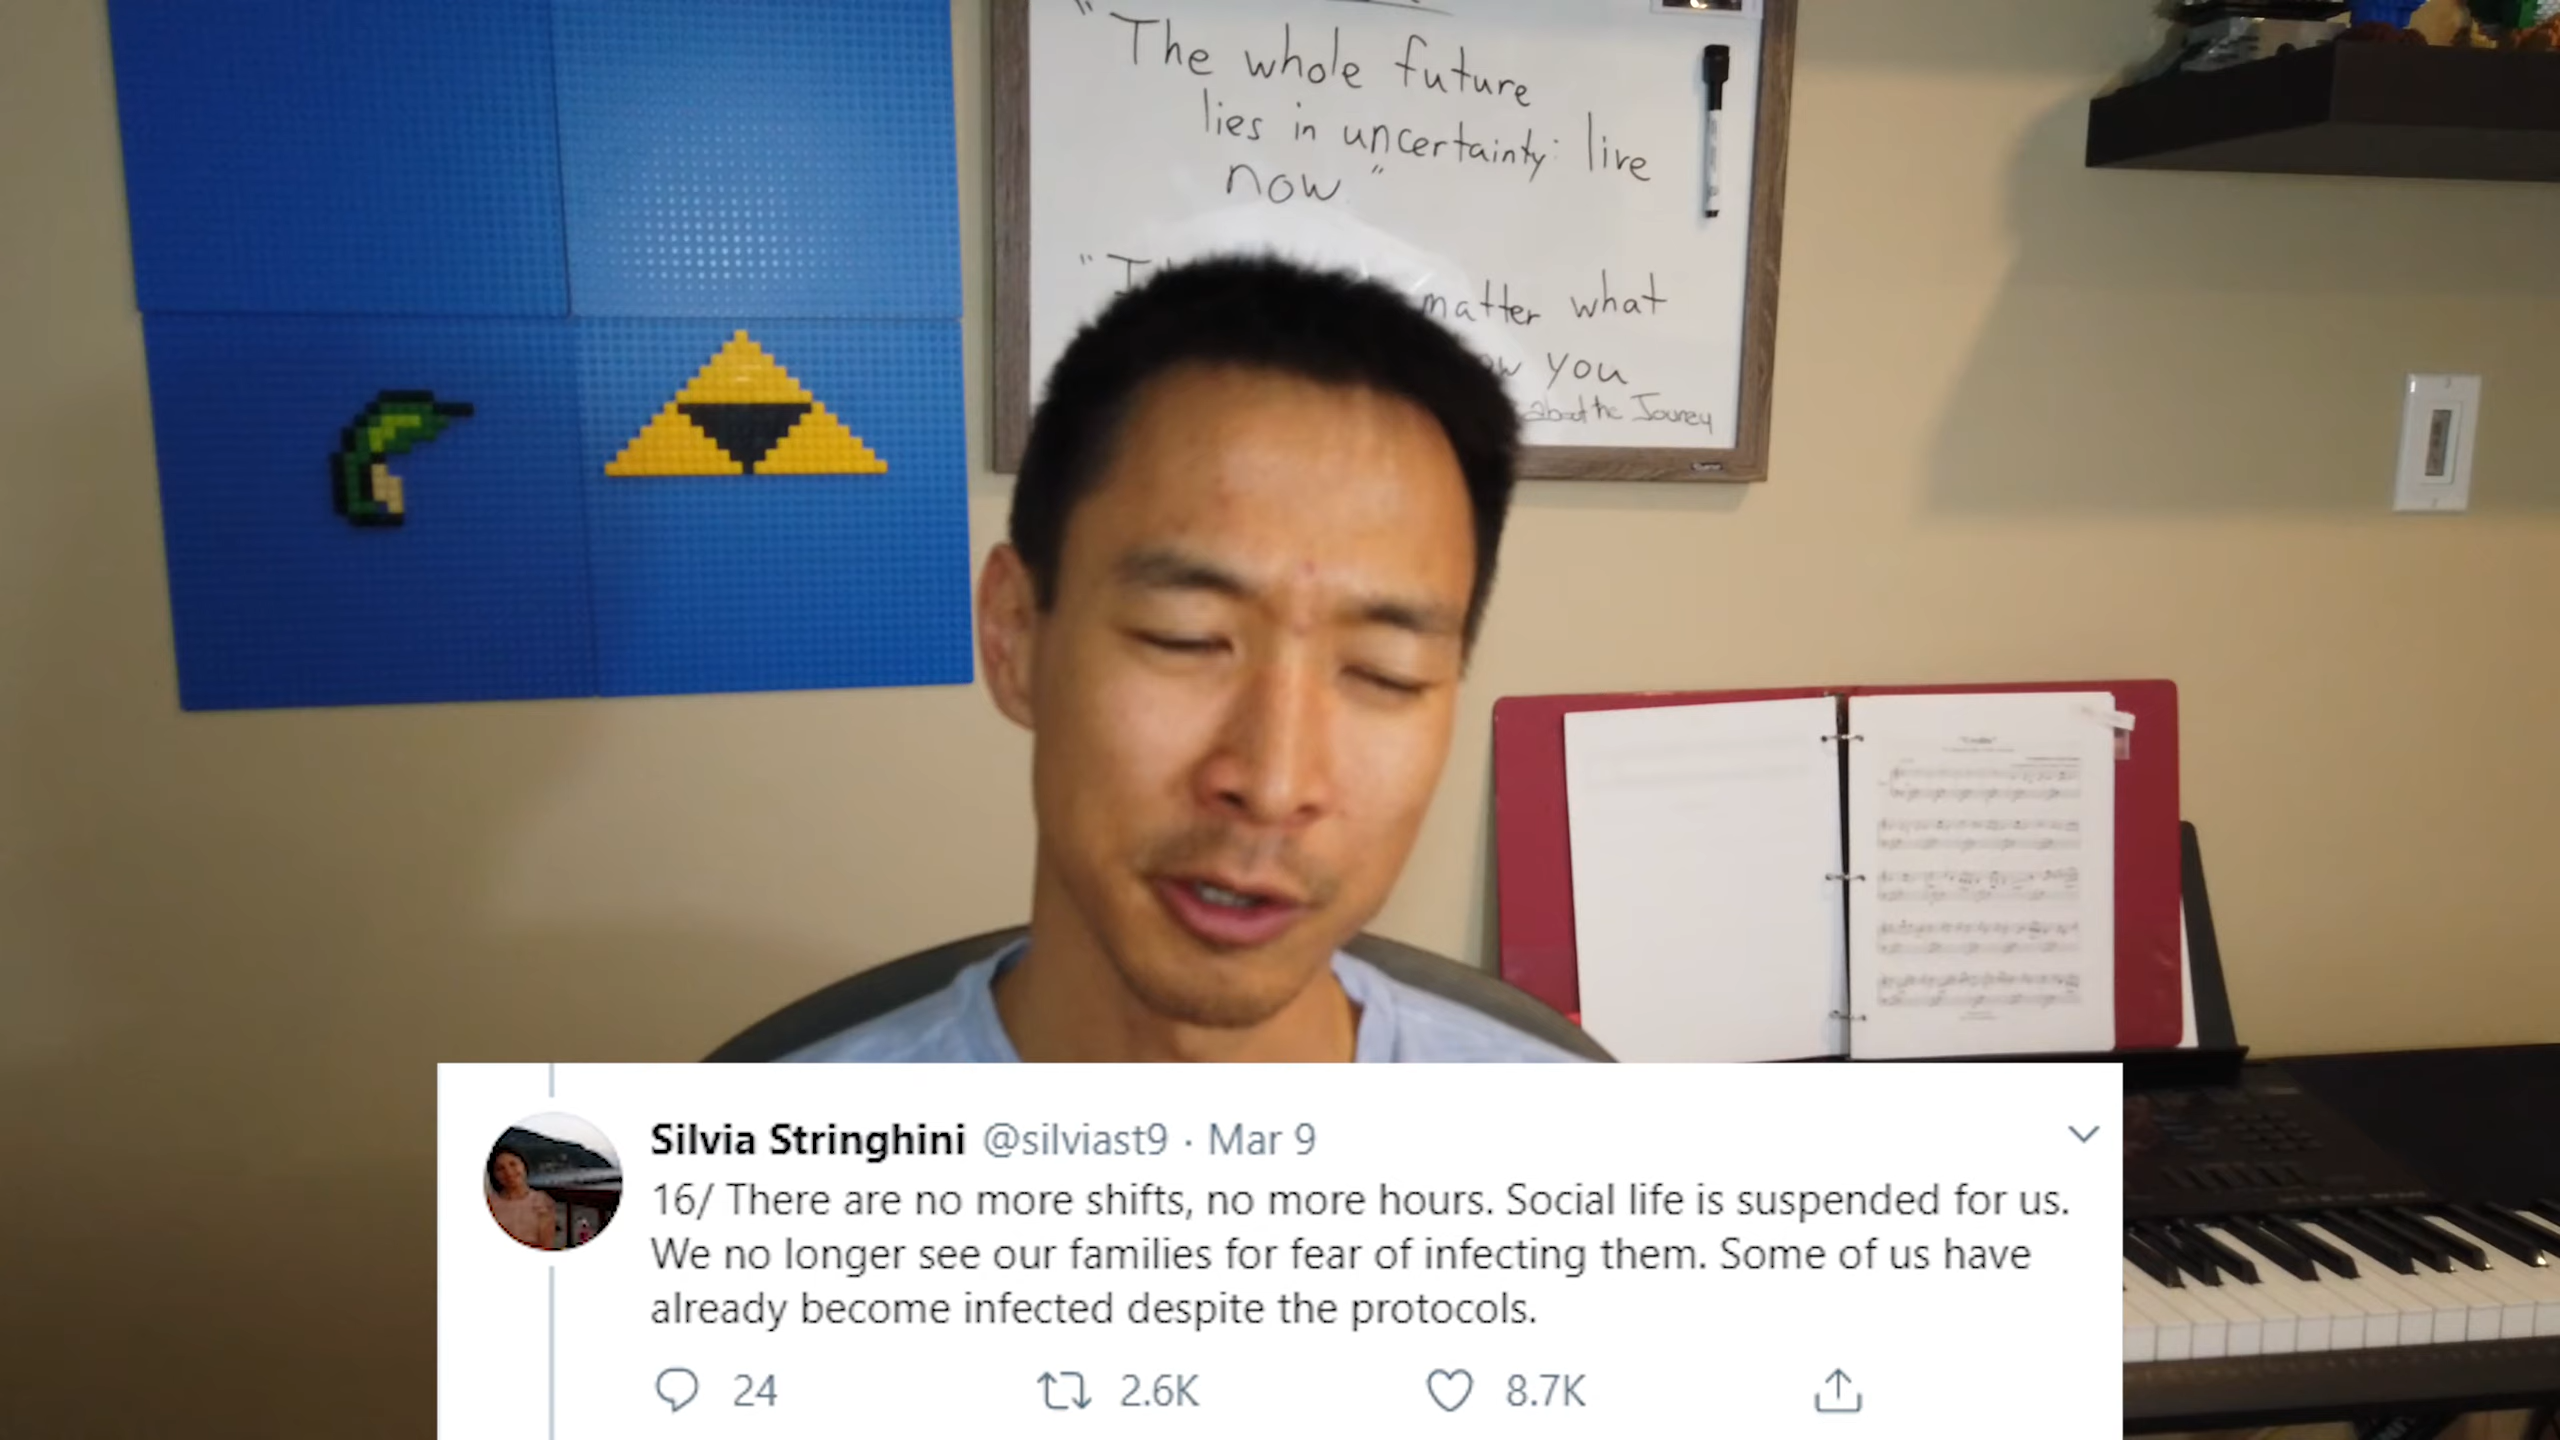 "The whole future
lies in uncertainty: live
now."
matter what
you
about the Jouney
Silvia Stringhini @silviast9 · Mar 9
16/ There are no more shifts, no more hours. Social life is suspended for us.
We no longer see our families for fear of infecting them. Some of us have
already become infected despite the protocols.
24 2.6K 8.7K